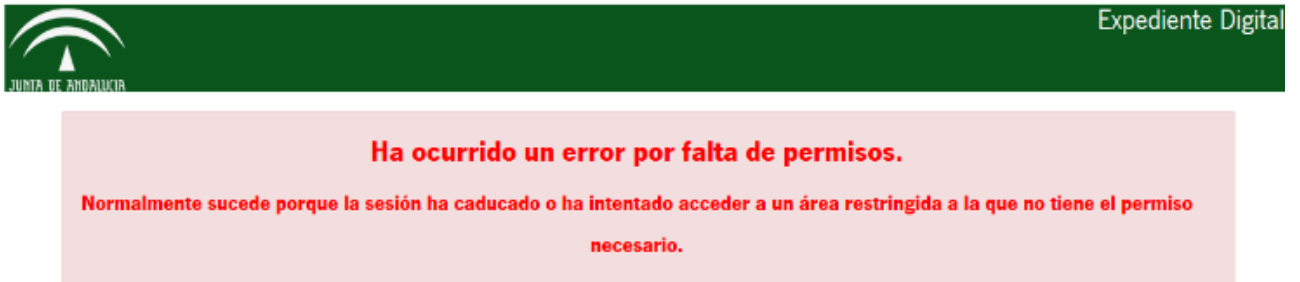 Expediente Digital
JUNTA DE ANDALUCIA
Ha ocurrido un error por falta de permisos.
Normalmente sucede porque la sesión ha caducado o ha intentado acceder a un área restringida a la que no tiene el permiso
necesario.